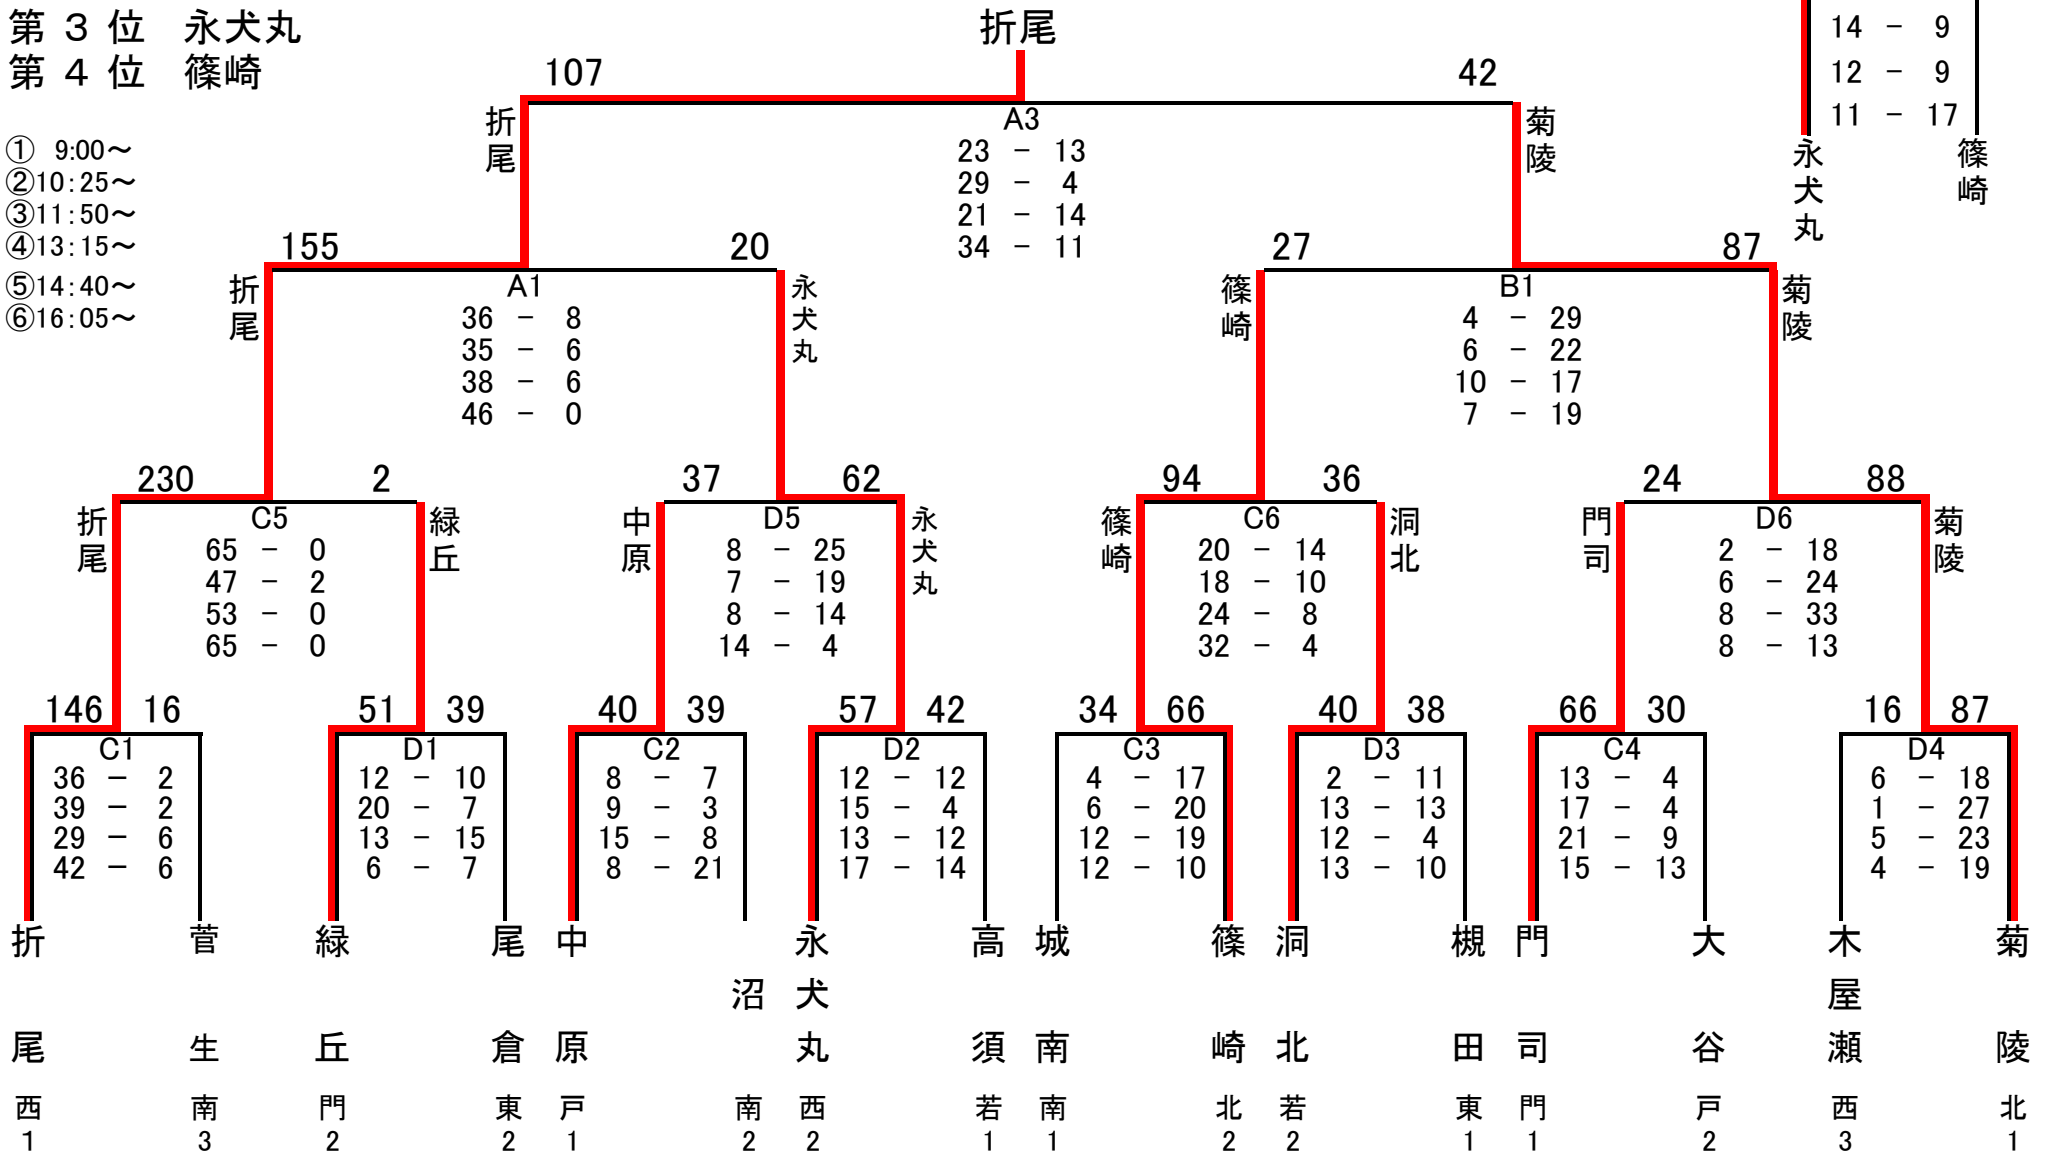 第 3 位 永犬丸
第 4 位 篠崎
① 9:00～
②10:25～
③11:50～
④13:15～
⑤14:40～
⑥16:05～
折尾
107 42
折尾 菊陵
A3
23 − 13
29 − 4
21 − 14
34 − 11
14 − 9
12 − 9
11 − 17
永犬丸 篠崎
155 20
折尾 永犬丸
A1
36 − 8
35 − 6
38 − 6
46 − 0
27 87
篠崎 菊陵
B1
4 − 29
6 − 22
10 − 17
7 − 19
230 2
折尾 緑丘
C5
65 − 0
47 − 2
53 − 0
65 − 0
37 62
中原 永犬丸
D5
8 − 25
7 − 19
8 − 14
14 − 4
94 36
篠崎 洞北
C6
20 − 14
18 − 10
24 − 8
32 − 4
24 88
門司 菊陵
D6
2 − 18
6 − 24
8 − 33
8 − 13
146 16
C1
36 − 2
39 − 2
29 − 6
42 − 6
51 39
D1
12 − 10
20 − 7
13 − 15
6 − 7
40 39
C2
8 − 7
9 − 3
15 − 8
8 − 21
57 42
D2
12 − 12
15 − 4
13 − 12
17 − 14
34 66
C3
4 − 17
6 − 20
12 − 19
12 − 10
40 38
D3
2 − 11
13 − 13
12 − 4
13 − 10
66 30
C4
13 − 4
17 − 4
21 − 9
15 − 13
16 87
D4
6 − 18
1 − 27
5 − 23
4 − 19
折尾 西1
菅生 南3
緑丘 門2
尾倉 東2
中原 戸1
沼 南2
永犬丸 西2
高須 若1
城南 南1
篠崎 北2
洞北 若2
槻田 東1
門司 門1
大谷 戸2
木屋瀬 西3
菊陵 北1